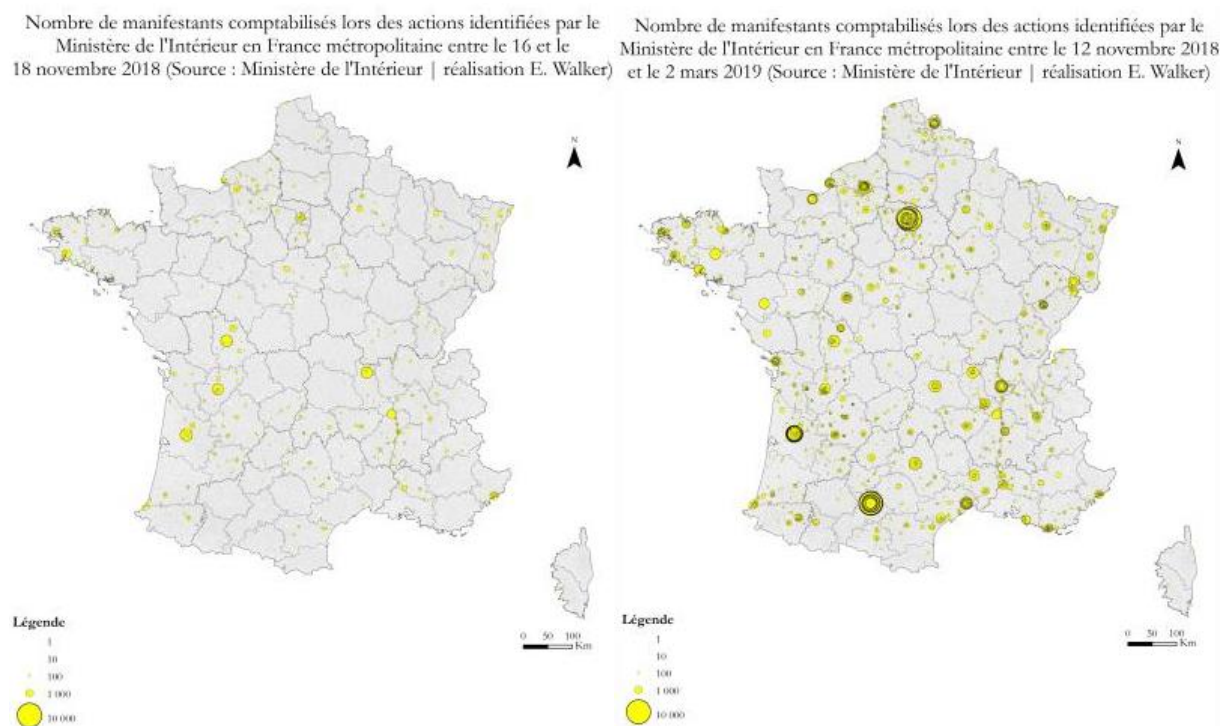 Nombre de manifestants comptabilisés lors des actions identifiées par le
Ministère de l'Intérieur en France métropolitaine entre le 16 et le
18 novembre 2018 (Source : Ministère de l'Intérieur | réalisation E. Walker)
N
Légende
1
10
100
1 000
10 000
0 50 100
Km
Nombre de manifestants comptabilisés lors des actions identifiées par le
Ministère de l'Intérieur en France métropolitaine entre le 12 novembre 2018
et le 2 mars 2019 (Source : Ministère de l'Intérieur | réalisation E. Walker)
N
Légende
1
10
100
1 000
10 000
0 50 100
Km